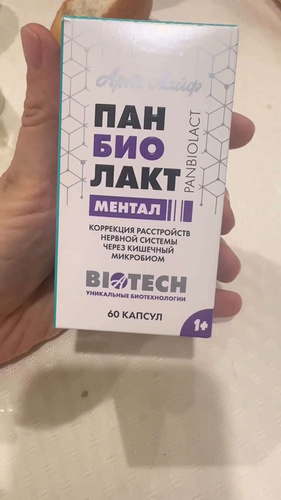 Арт Лайф
ПАН
БИО
ЛАКТ
PANBIOLACT
МЕНТАЛ
КОРРЕКЦИЯ РАССТРОЙСТВ
НЕРВНОЙ СИСТЕМЫ
ЧЕРЕЗ КИШЕЧНЫЙ
МИКРОБИОМ
BIOTECH
УНИКАЛЬНЫЕ БИОТЕХНОЛОГИИ
60 КАПСУЛ
1+